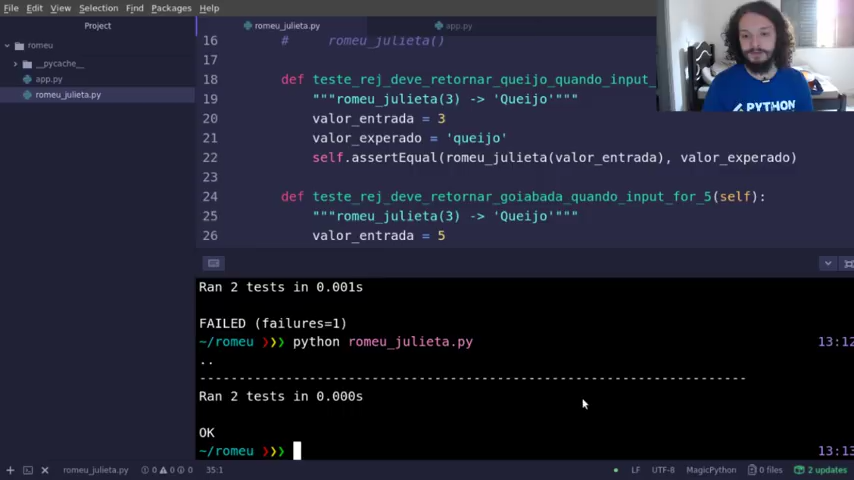 File Edit View Selection Find Packages Help
Project
romeu_julieta.py
app.py
romeu
__pycache__
app.py
romeu_julieta.py
16 # romeu_julieta()
17
18 def teste_rej_deve_retornar_queijo_quando_input_
19 """romeu_julieta(3) -> 'Queijo'"""
20 valor_entrada = 3
21 valor_experado = 'queijo'
22 self.assertEqual(romeu_julieta(valor_entrada), valor_experado)
23
24 def teste_rej_deve_retornar_goiabada_quando_input_for_5(self):
25 """romeu_julieta(3) -> 'Queijo'"""
26 valor_entrada = 5
PYTHON
Ran 2 tests in 0.001s
FAILED (failures=1)
~/romeu ❯❯❯ python romeu_julieta.py 13:12
..
----------------------------------------------------------------------
Ran 2 tests in 0.000s
OK
~/romeu ❯❯❯ 13:13
romeu_julieta.py 0 0 0 35:1 LF UTF-8 MagicPython 0 files 2 updates